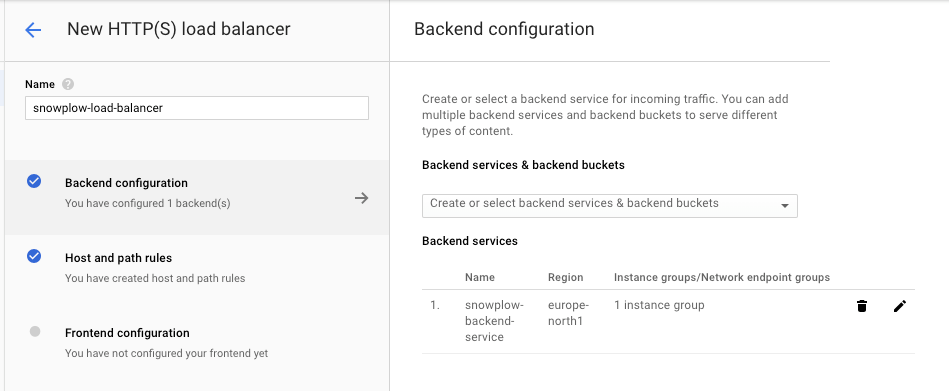 New HTTP(S) load balancer
Name ?
snowplow-load-balancer
Backend configuration
You have configured 1 backend(s)
Host and path rules
You have created host and path rules
Frontend configuration
You have not configured your frontend yet
Backend configuration
Create or select a backend service for incoming traffic. You can add
multiple backend services and backend buckets to serve different
types of content.
Backend services & backend buckets
Create or select backend services & backend buckets
Backend services
Name Region Instance groups/Network endpoint groups
1. snowplow- europe- 1 instance group
backend- north1
service